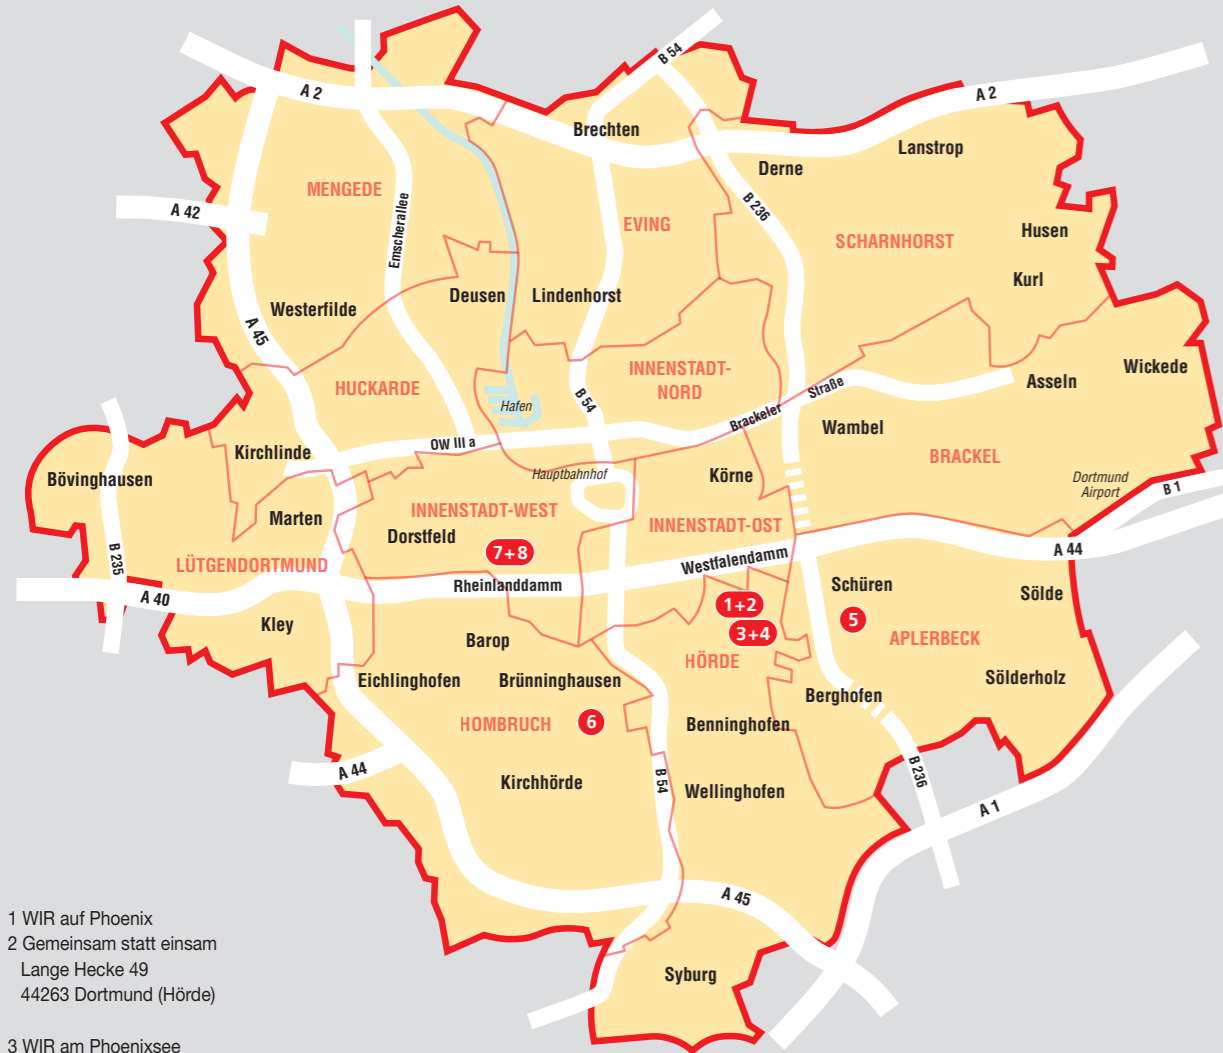 B 54
A 2
A 2
Brechten
Lanstrop
Derne
MENGEDE
A 42
Emscherallee
B 236
EVING
SCHARNHORST
Husen
Kurl
Deusen
Lindenhorst
Westerfilde
A 45
INNENSTADT-
NORD
Wickede
HUCKARDE
Straße
Asseln
B 54
Hafen
Brackeler
Wambel
OW III a
Kirchlinde
BRACKEL
Bövinghausen
Hauptbahnhof
Körne
Dortmund
Airport
B 1
INNENSTADT-WEST
Marten
INNENSTADT-OST
Dorstfeld
7+8
A 44
B 235
LÜTGENDORTMUND
Westfalendamm
Rheinlanddamm
Schüren
Sölde
A 40
1+2
5
Kley
3+4
Barop
APLERBECK
HÖRDE
Eichlinghofen
Brünninghausen
Sölderholz
Berghofen
HOMBRUCH
6
Benninghofen
A 44
B 54
B 236
Kirchhörde
Wellinghofen
A 1
A 45
Syburg
1 WIR auf Phoenix
2 Gemeinsam statt einsam
Lange Hecke 49
44263 Dortmund (Hörde)
3 WIR am Phoenixsee